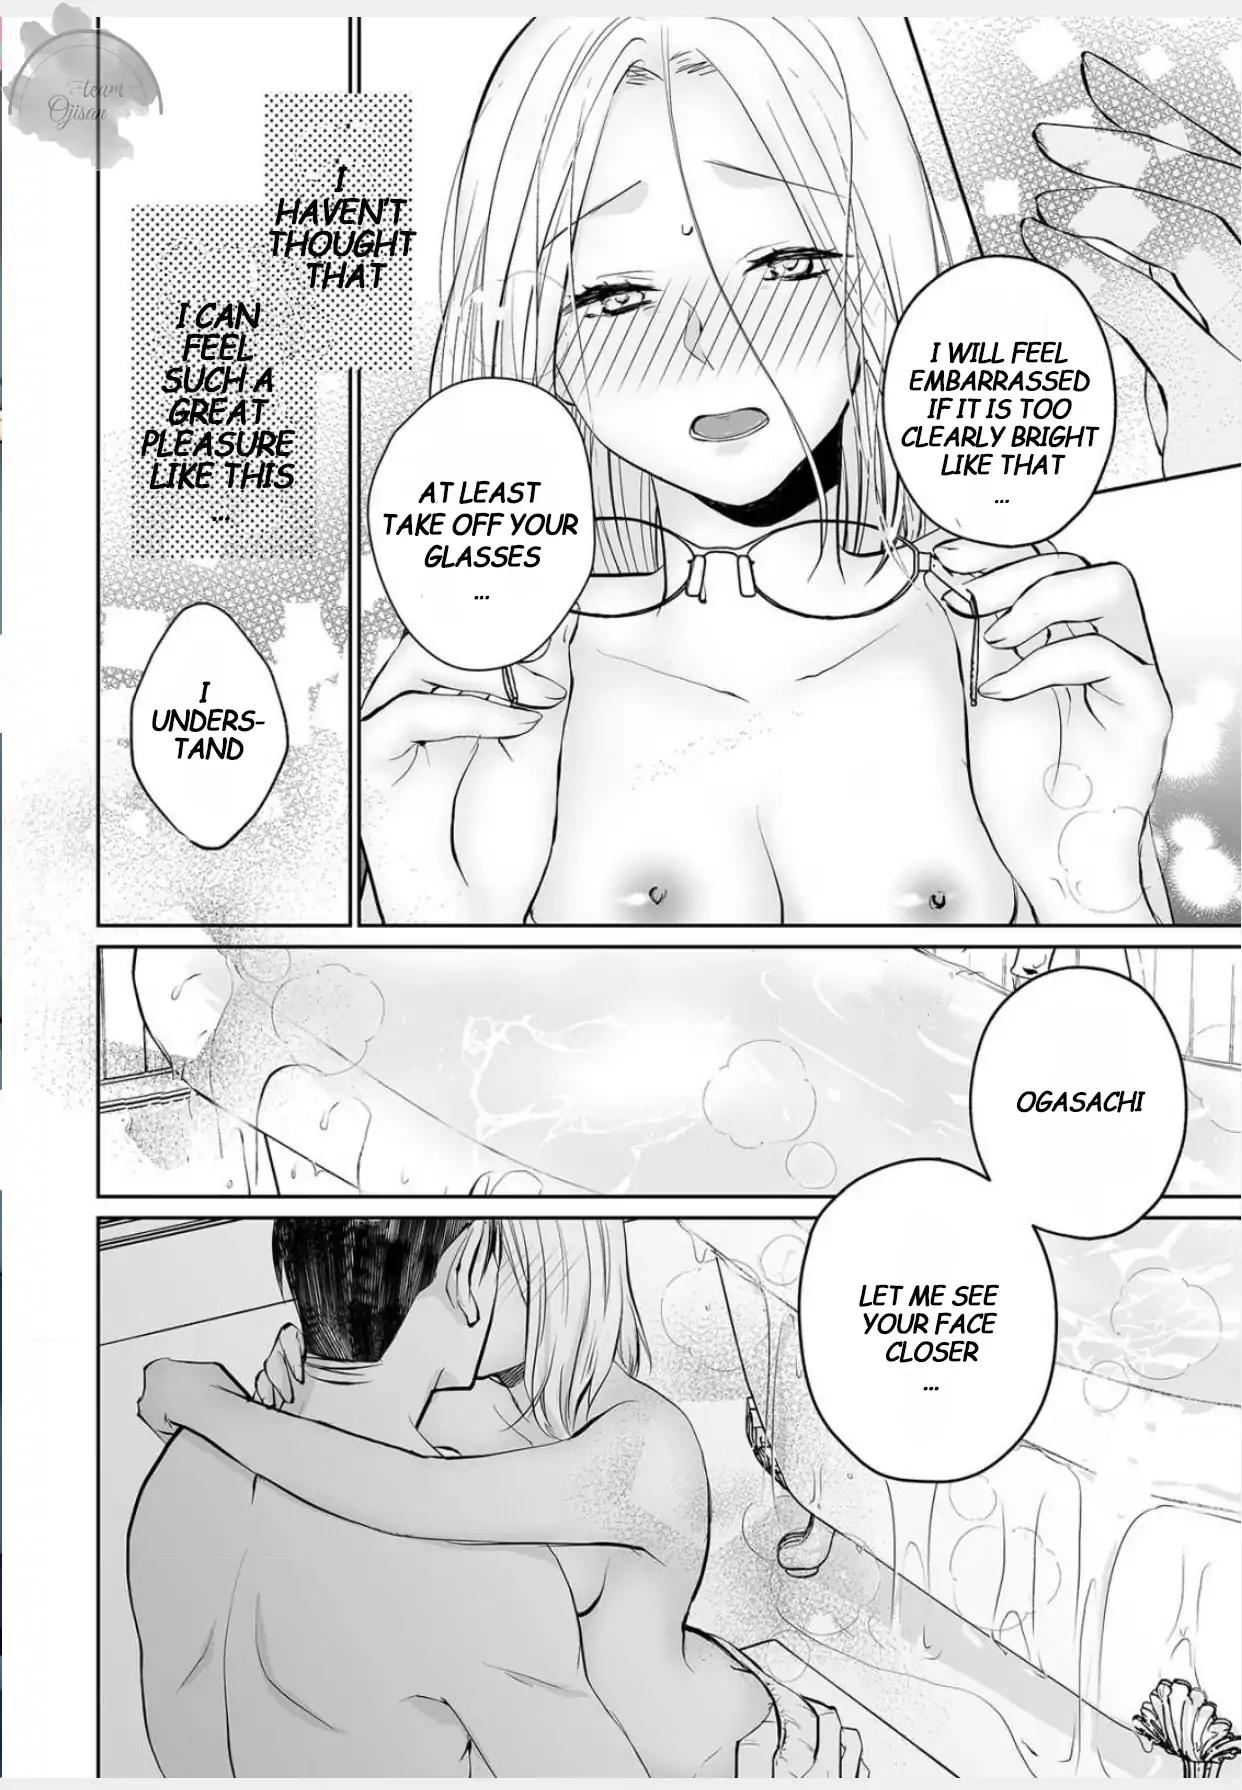 I WILL FEEL
EMBARRASSED
IF IT IS TOO
CLEARLY BRIGHT
LIKE THAT
...
AT LEAST
TAKE OFF YOUR
GLASSES
...
I
HAVEN'T
THOUGHT
THAT
I CAN
FEEL
SUCH A
GREAT
PLEASURE
LIKE THIS
...
I
UNDERS-
TAND
OGASACHI
LET ME SEE
YOUR FACE
CLOSER
...
team
Ojisan